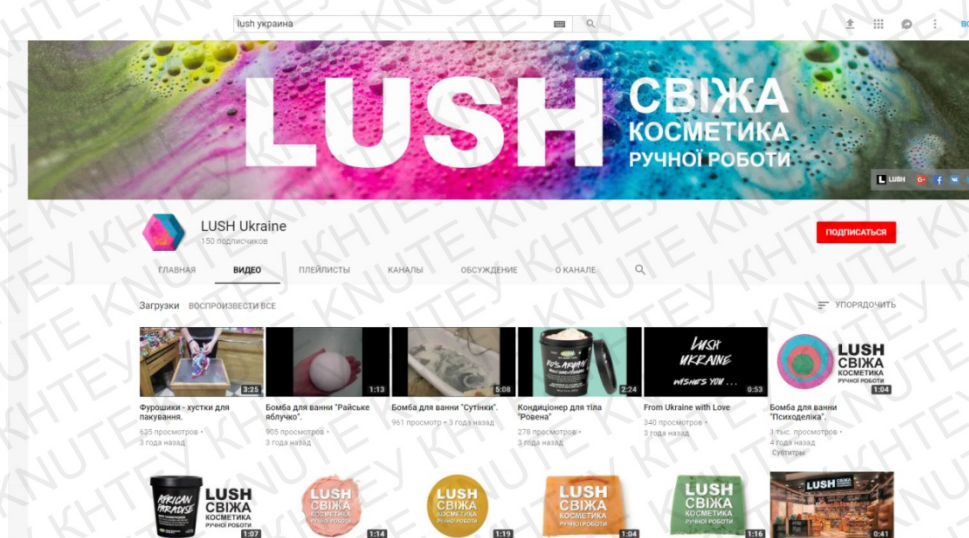 lush украина
LUSH
СВІЖА
КОСМЕТИКА
РУЧНОЇ РОБОТИ
LUSH
LUSH Ukraine
150 подписчиков
ПОДПИСАТЬСЯ
ГЛАВНАЯ ВИДЕО ПЛЕЙЛИСТЫ КАНАЛЫ ОБСУЖДЕНИЕ О КАНАЛЕ
Загрузки ВОСПРОИЗВЕСТИ ВСЕ
УПОРЯДОЧИТЬ
3:25
Фурошики - хустки для
пакування.
635 просмотров •
3 года назад
1:13
Бомба для ванни "Райське
яблучко".
905 просмотров •
3 года назад
5:08
Бомба для ванни "Сутінки".
961 просмотр • 3 года назад
2:24
Кондиціонер для тіла
"Ровена"
278 просмотров •
3 года назад
LUSH
UKRAINE
WISHES YOU ...
0:53
From Ukraine with Love
340 просмотров •
3 года назад
LUSH
СВІЖА
КОСМЕТИКА
РУЧНОЇ РОБОТИ
1:04
Бомба для ванни
"Психоделіка".
1 тыс. просмотров •
4 года назад
Субтитры
AFRICAN
PARADISE
LUSH
СВІЖА
КОСМЕТИКА
РУЧНОЇ РОБОТИ
1:07
LUSH
СВІЖА
КОСМЕТИКА
РУЧНОЇ РОБОТИ
1:14
LUSH
СВІЖА
КОСМЕТИКА
РУЧНОЇ РОБОТИ
1:19
LUSH
СВІЖА
КОСМЕТИКА
РУЧНОЇ РОБОТИ
1:04
LUSH
СВІЖА
КОСМЕТИКА
РУЧНОЇ РОБОТИ
1:16
LUSH
0:41
KNUTE КНТЕУ